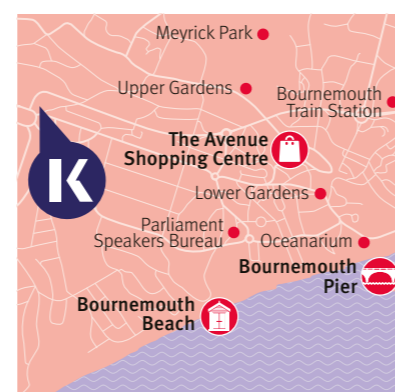 Meyrick Park
Upper Gardens
Bournemouth
Train Station
The Avenue
Shopping Centre
K
Lower Gardens
Parliament
Speakers Bureau
Oceanarium
Bournemouth
Pier
Bournemouth
Beach